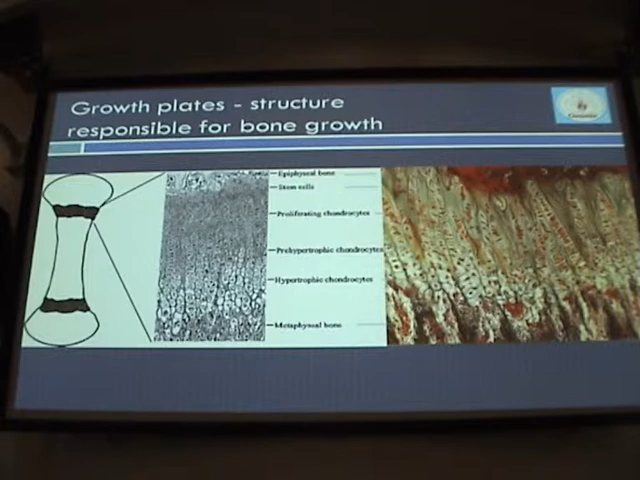 Growth plates - structure
responsible for bone growth
Epiphyseal bone
Stem cells
Proliferating chondrocytes
Prehypertrophic chondrocytes
Hypertrophic chondrocytes
Metaphyseal bone